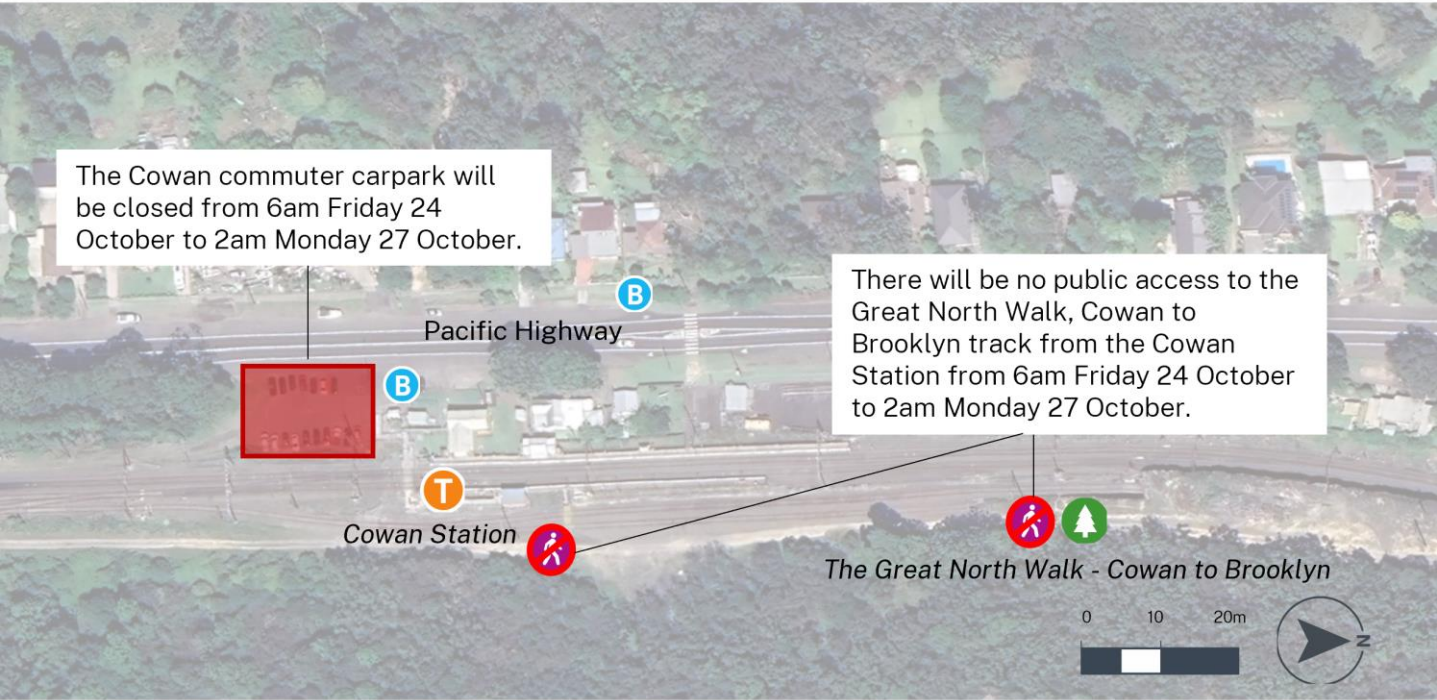 The Cowan commuter carpark will
be closed from 6am Friday 24
October to 2am Monday 27 October.
There will be no public access to the
Great North Walk, Cowan to
Brooklyn track from the Cowan
Station from 6am Friday 24 October
to 2am Monday 27 October.
B
Pacific Highway
B
T
Cowan Station
The Great North Walk - Cowan to Brooklyn
0 10 20m
N